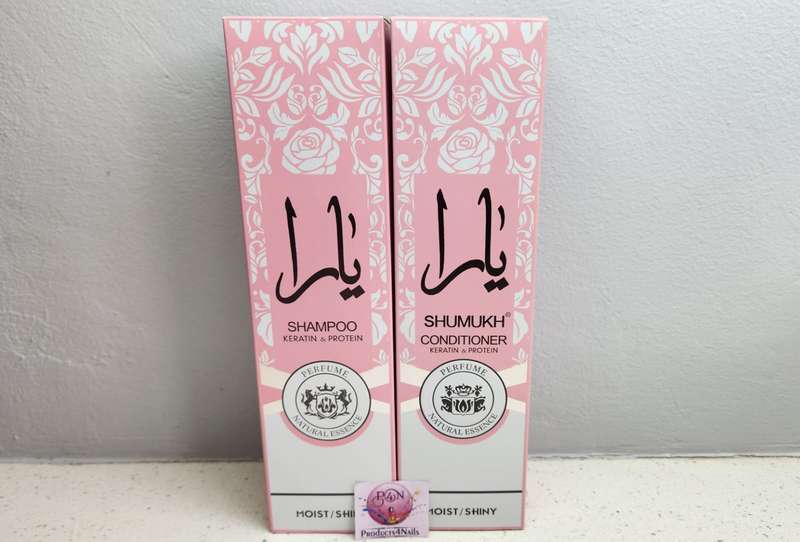 يارا
SHAMPOO
KERATIN & PROTEIN
PERFUME
NATURAL ESSENCE
MOIST/SHI
يارا
SHUMUKH®
CONDITIONER
KERATIN & PROTEIN
PERFUME
NATURAL ESSENCE
MOIST/SHINY
P4N
Products4Nails